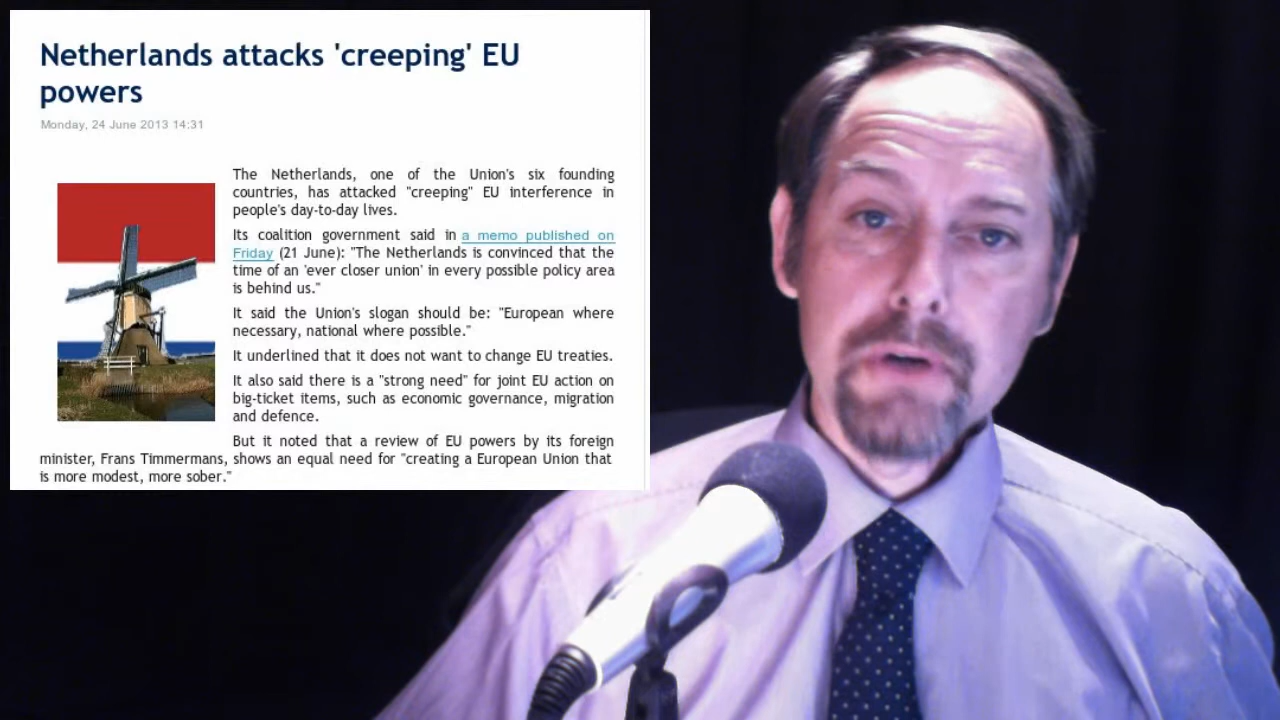 Netherlands attacks 'creeping' EU
powers
Monday, 24 June 2013 14:31
The Netherlands, one of the Union's six founding
countries, has attacked "creeping" EU interference in
people's day-to-day lives.
Its coalition government said in a memo published on
Friday (21 June): "The Netherlands is convinced that the
time of an 'ever closer union' in every possible policy area
is behind us."
It said the Union's slogan should be: "European where
necessary, national where possible."
It underlined that it does not want to change EU treaties.
It also said there is a "strong need" for joint EU action on
big-ticket items, such as economic governance, migration
and defence.
But it noted that a review of EU powers by its foreign
minister, Frans Timmermans, shows an equal need for "creating a European Union that
is more modest, more sober."